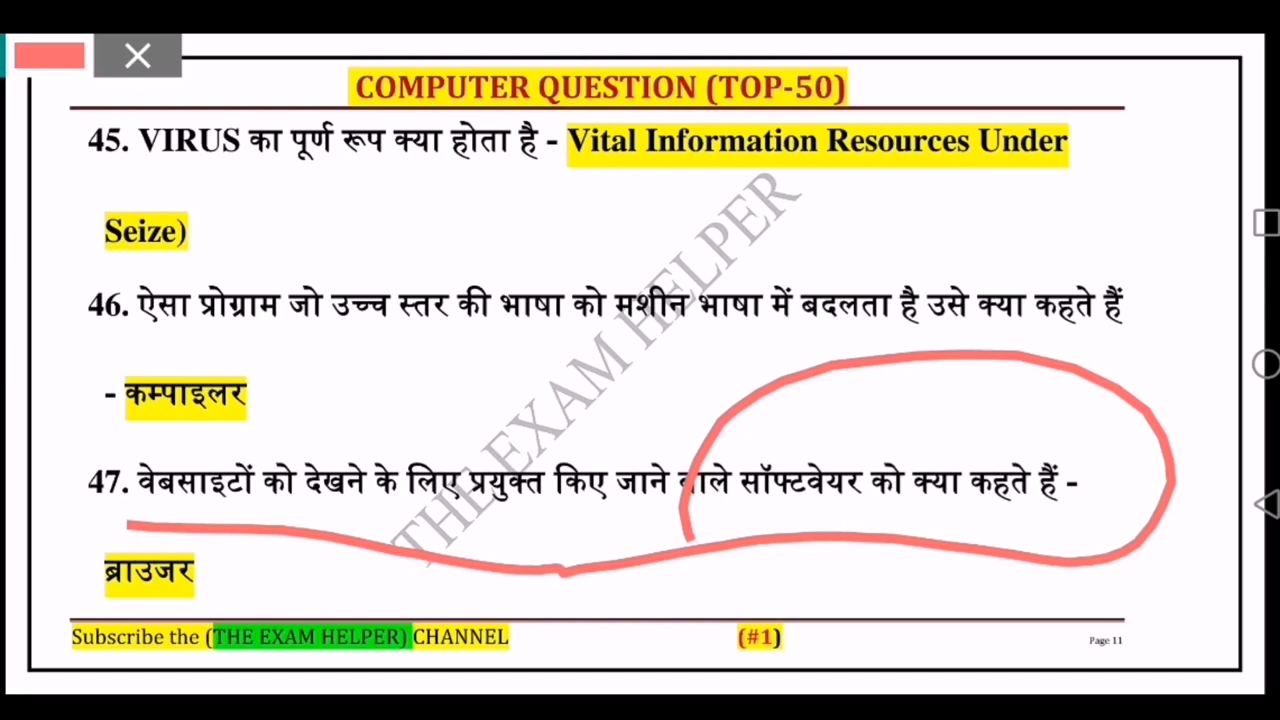 COMPUTER QUESTION (TOP-50)
45. VIRUS का पूर्ण रूप क्या होता है - Vital Information Resources Under
Seize)
46. ऐसा प्रोग्राम जो उच्च स्तर की भाषा को मशीन भाषा में बदलता है उसे क्या कहते हैं
- कम्पाइलर
47. वेबसाइटों को देखने के लिए प्रयुक्त किए जाने वाले सॉफ्टवेयर को क्या कहते हैं -
ब्राउजर
THE EXAM HELPER
Subscribe the (THE EXAM HELPER) CHANNEL (#1) Page 11